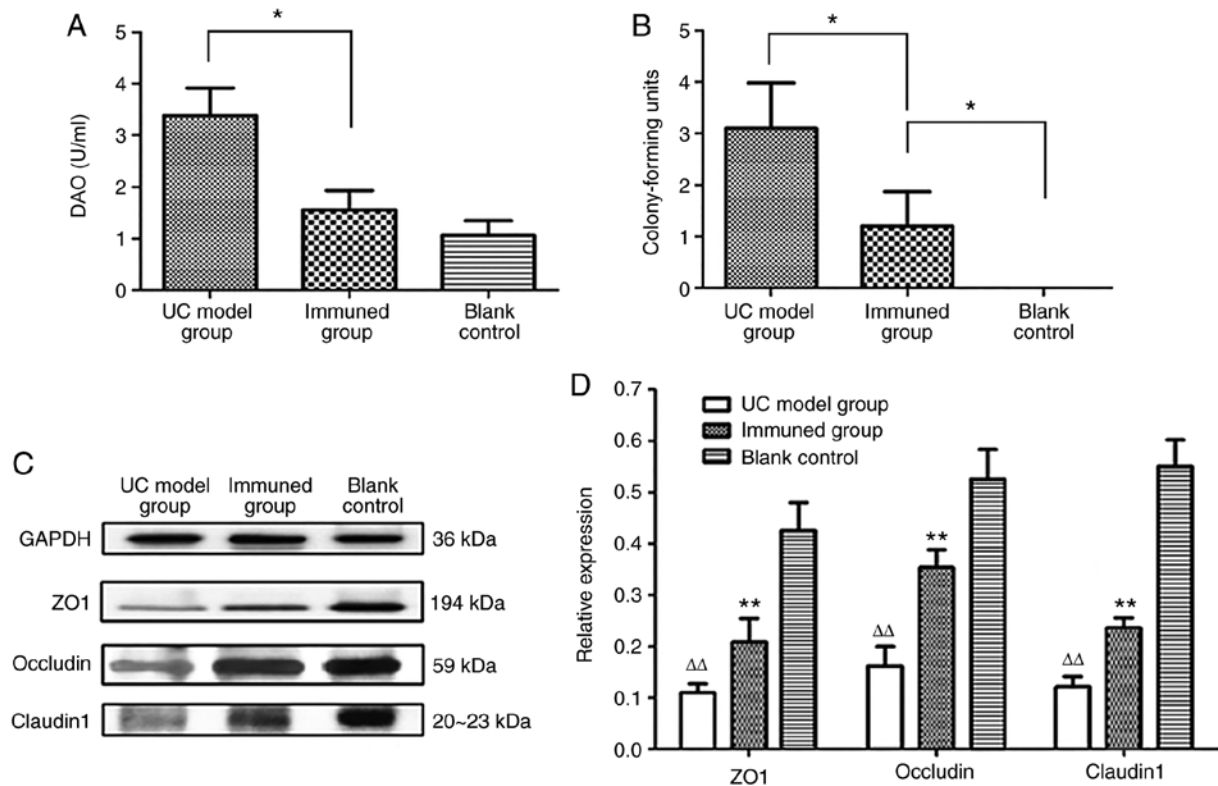 A
*
DAO (U/ml)
5
4
3
2
1
0
UC model
group
Immuned
group
Blank
control
B
*
*
Colony-forming units
5
4
3
2
1
0
UC model
group
Immuned
group
Blank
control
C
UC model
group
Immuned
group
Blank
control
GAPDH
36 kDa
ZO1
194 kDa
Occludin
59 kDa
Claudin1
20~23 kDa
D
UC model group
Immuned group
Blank control
Relative expression
0.7
0.6
0.5
0.4
0.3
0.2
0.1
0.0
ΔΔ
**
ΔΔ
**
ΔΔ
**
ZO1
Occludin
Claudin1